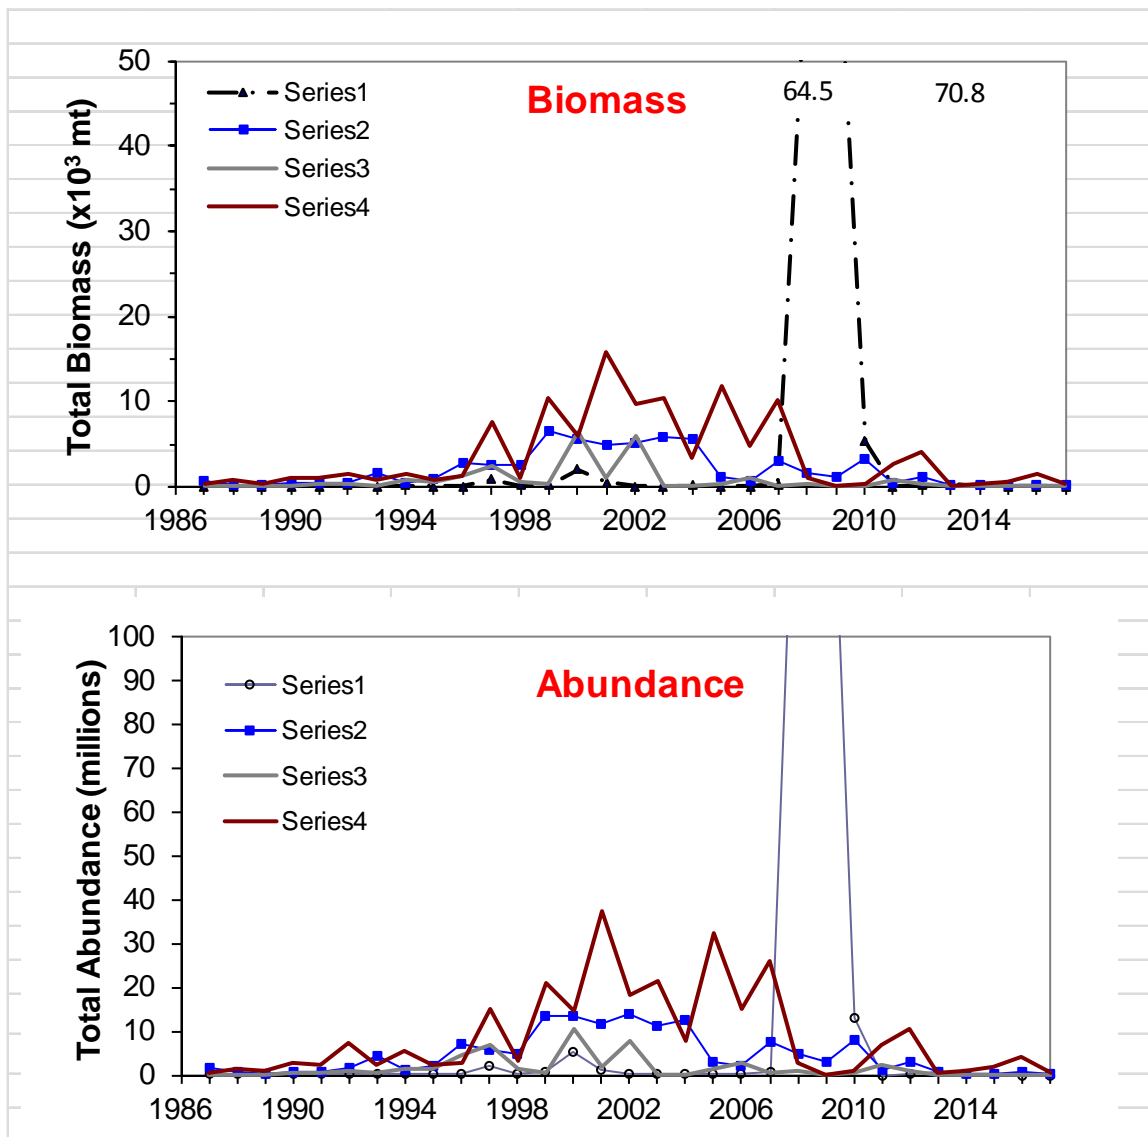 Biomass
64.5 70.8
Series1
Series2
Series3
Series4
Total Biomass (x10³ mt)
50
40
30
20
10
0
1986 1990 1994 1998 2002 2006 2010 2014
Abundance
Series1
Series2
Series3
Series4
Total Abundance (millions)
100
90
80
70
60
50
40
30
20
10
0
1986 1990 1994 1998 2002 2006 2010 2014